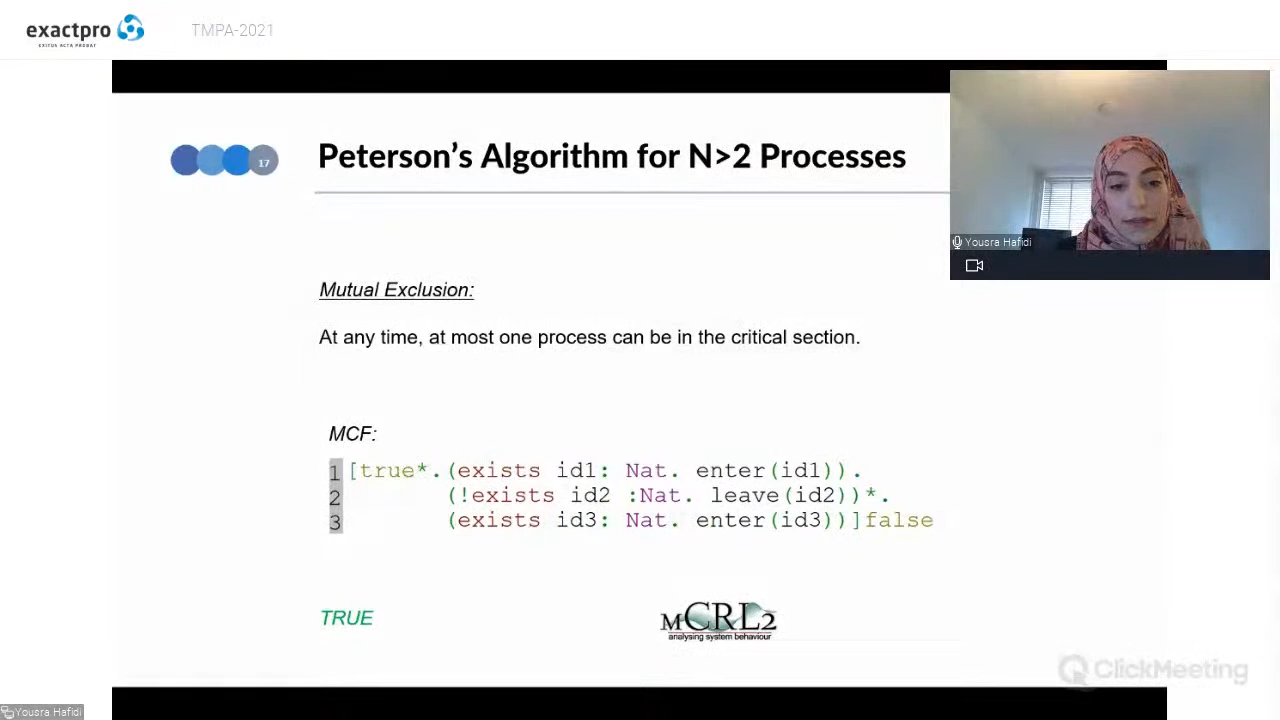 exactpro
EXITUS ACTA PROBAT
TMPA-2021
17
Peterson's Algorithm for N>2 Processes
Yousra Hafidi
Mutual Exclusion:
At any time, at most one process can be in the critical section.
MCF:
1 [true*.(exists id1: Nat. enter(id1)).
2 (!exists id2 :Nat. leave(id2))*.
3 (exists id3: Nat. enter(id3))]false
TRUE
mCRL2
analysing system behaviour
ClickMeeting
Yousra Hafidi